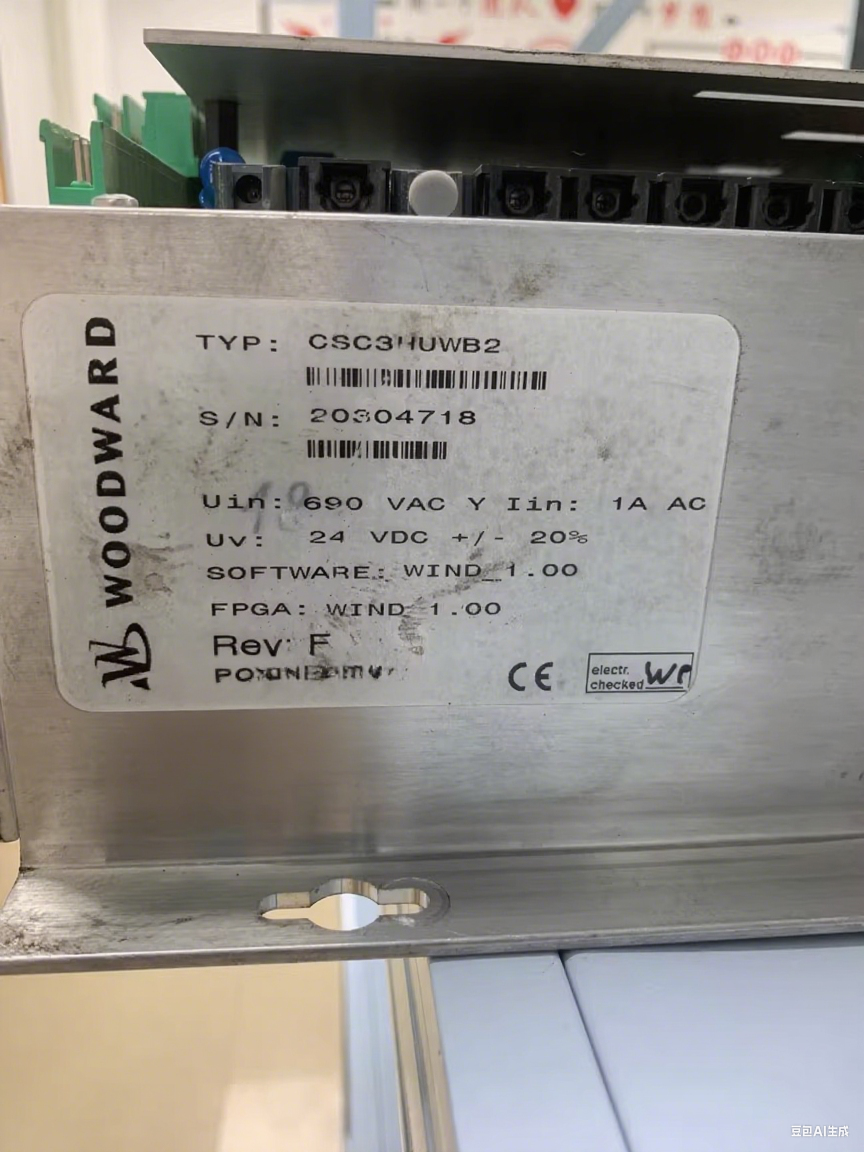 WOODWARD
TYP: CSC3HUWB2
S/N: 20304718
Uin: 690 VAC Y Iin: 1A AC
Uv: 24 VDC +/- 20%
SOFTWARE: WIND_1.00
FPGA: WIND_1.00
Rev: F
CE
electr.
checked
豆包AI生成